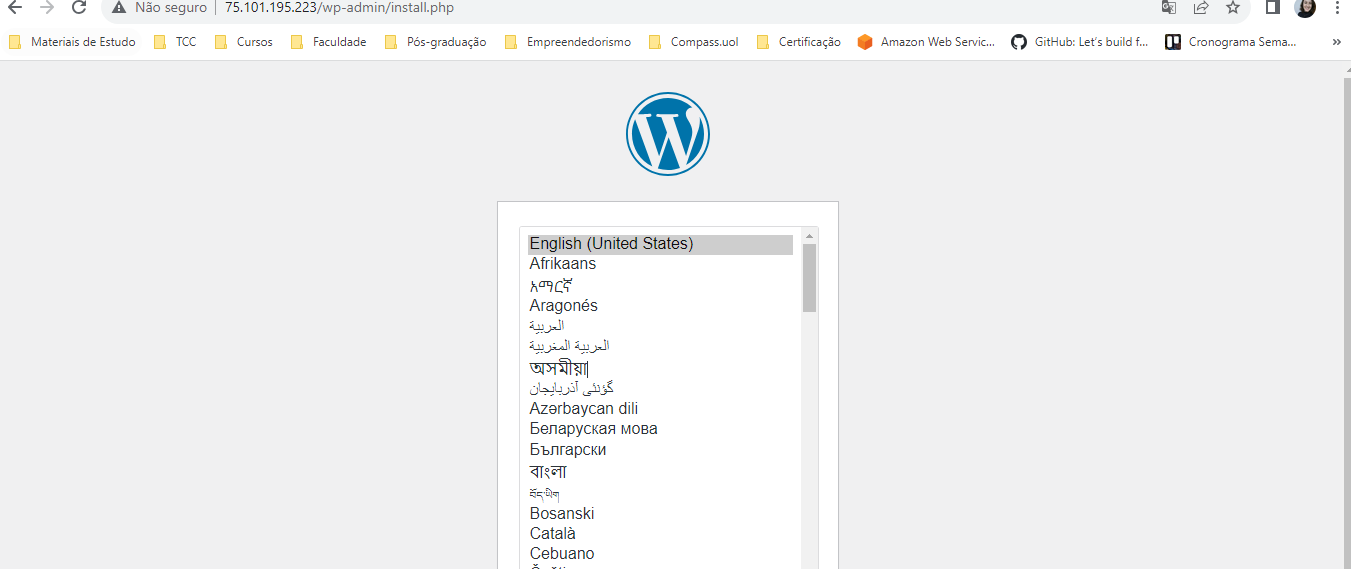 Não seguro | 75.101.195.223/wp-admin/install.php
Materiais de Estudo TCC Cursos Faculdade Pós-graduação Empreendedorismo Compass.uol Certificação Amazon Web Servic... GitHub: Let's build f... Cronograma Sema... »
W
English (United States)
Afrikaans
አማርኛ
Aragonés
العربية
العربية المغربية
অসমীয়া
گؤنئی آذربایجان
Azərbaycan dili
Беларуская мова
Български
বাংলা
བོད་ཡིག
Bosanski
Català
Cebuano